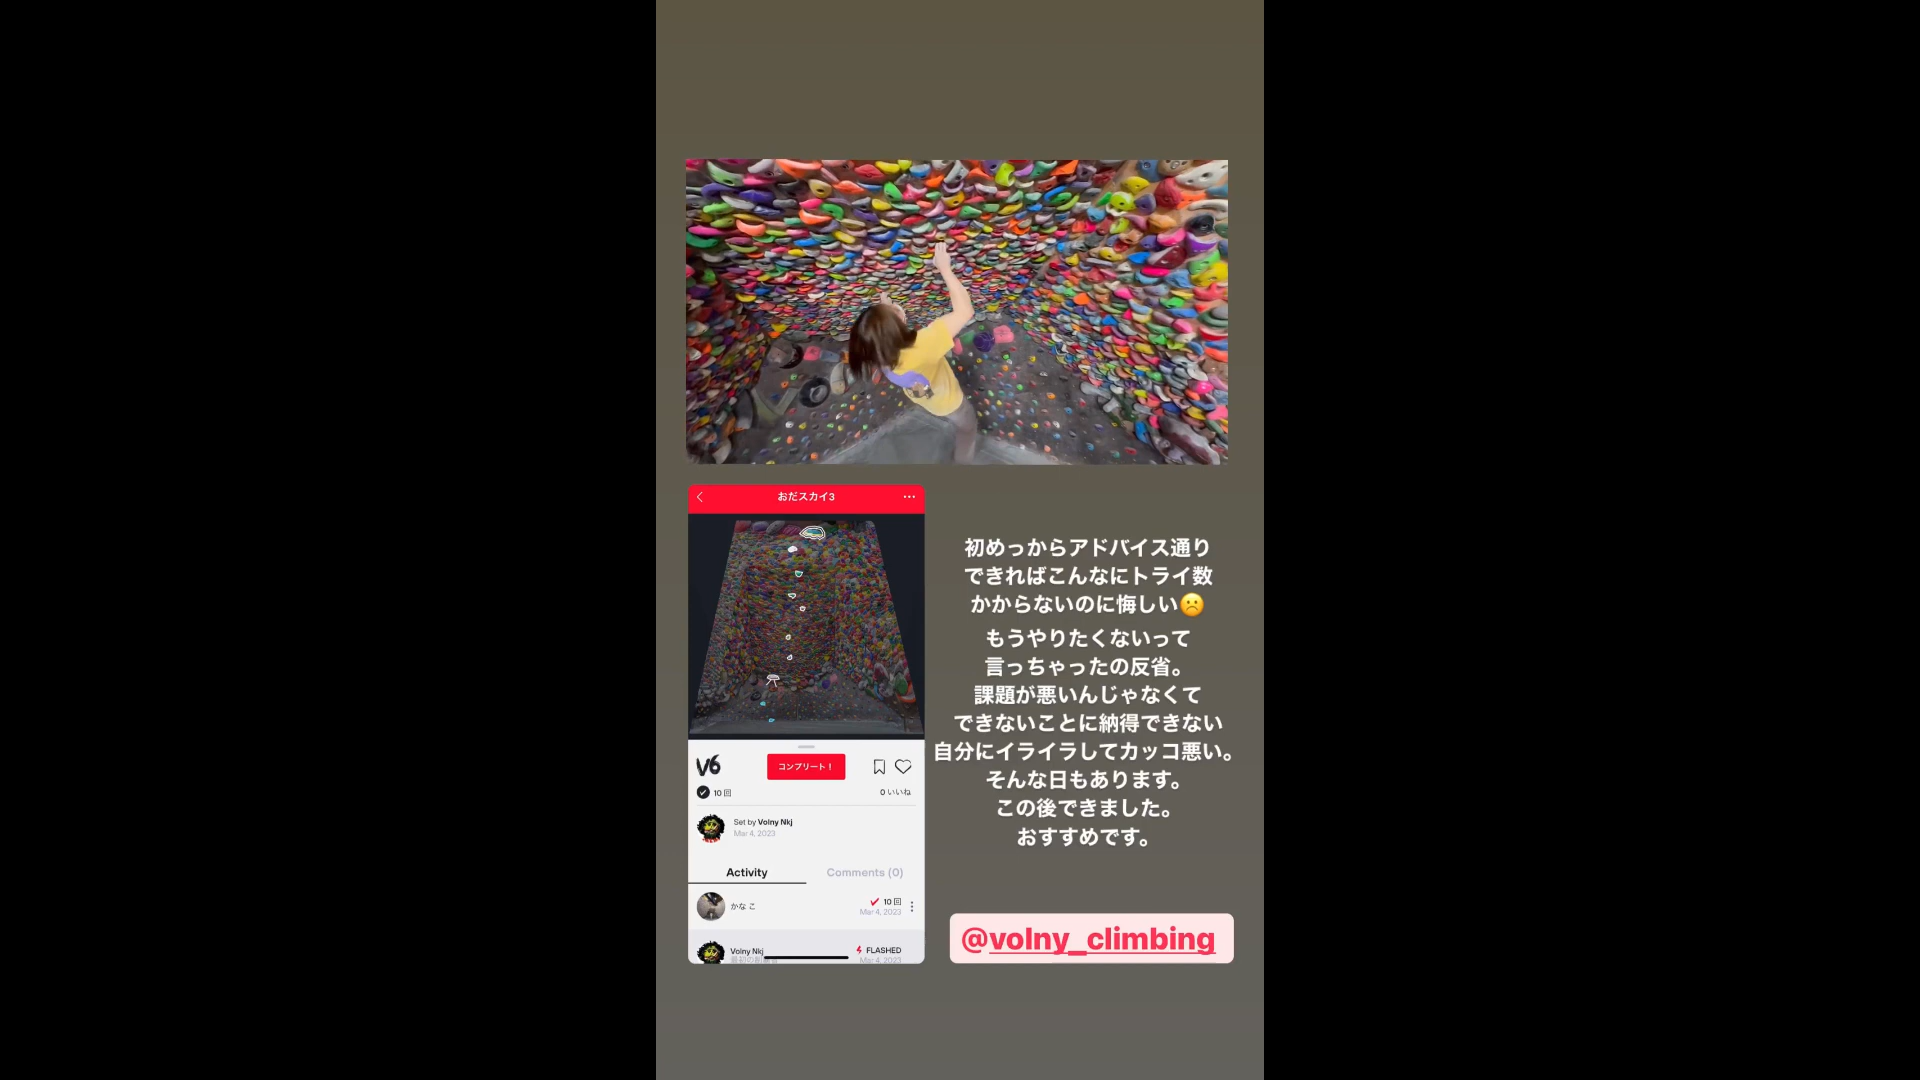 おだスカイ3
初めっからアドバイス通り
できればこんなにトライ数
かからないのに悔しい☹️
もうやりたくないって
言っちゃったの反省。
課題が悪いんじゃなくて
できないことに納得できない
自分にイライラしてカッコ悪い。
そんな日もあります。
この後できました。
おすすめです。
V6
コンプリート！
10 回
0 いいね
Set by Volny Nkj
Mar 4, 2023
Activity
Comments (0)
かな こ
10 回
Mar 4, 2023
Volny Nkj
FLASHED
Mar 4, 2023
@volny_climbing